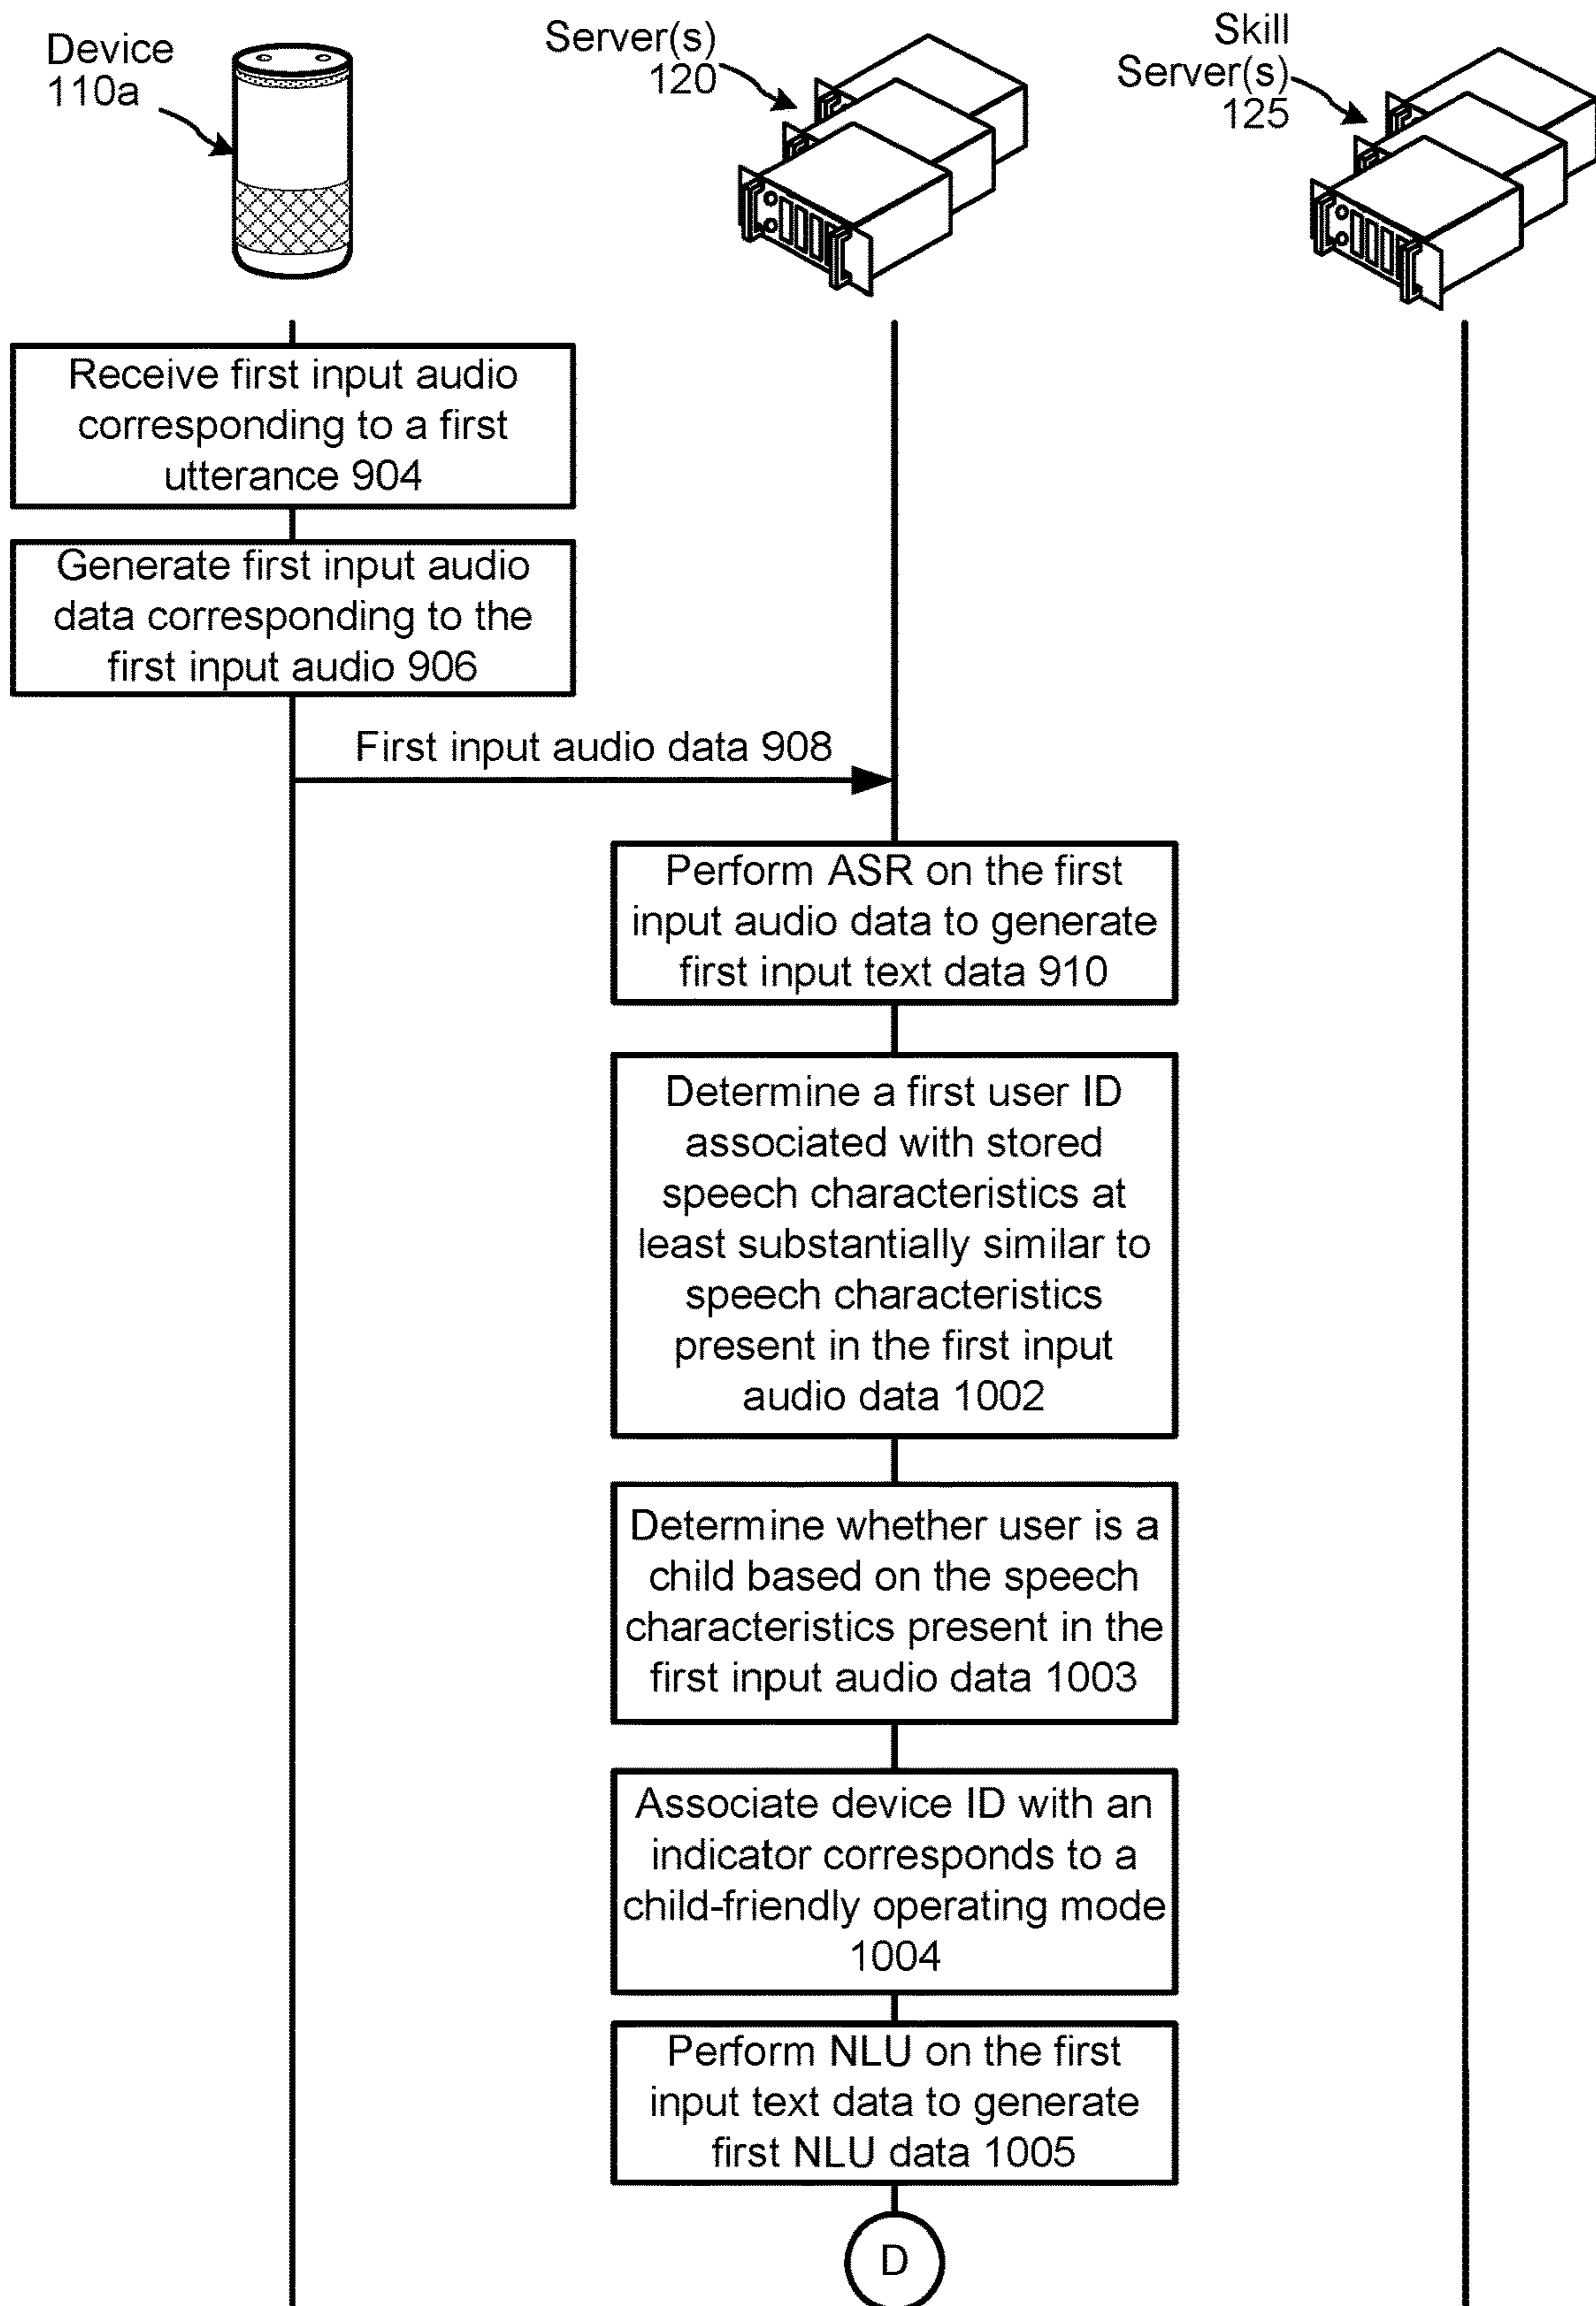 Device
110a
Server(s)
120
Skill
Server(s)
125
Receive first input audio
corresponding to a first
utterance 904
Generate first input audio
data corresponding to the
first input audio 906
First input audio data 908
Perform ASR on the first
input audio data to generate
first input text data 910
Determine a first user ID
associated with stored
speech characteristics at
least substantially similar to
speech characteristics
present in the first input
audio data 1002
Determine whether user is a
child based on the speech
characteristics present in the
first input audio data 1003
Associate device ID with an
indicator corresponds to a
child-friendly operating mode
1004
Perform NLU on the first
input text data to generate
first NLU data 1005
D